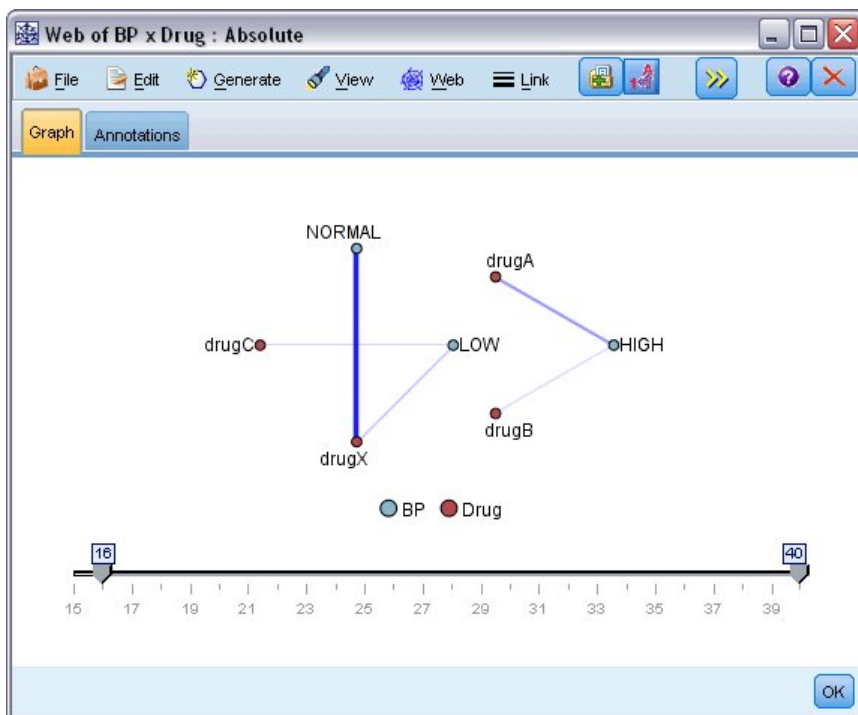 Web of BP x Drug : Absolute
File Edit Generate View Web Link
Graph Annotations
NORMAL
drugA
drugC LOW HIGH
drugB
drugX
BP Drug
16 40
15 17 19 21 23 25 27 29 31 33 35 37 39
OK